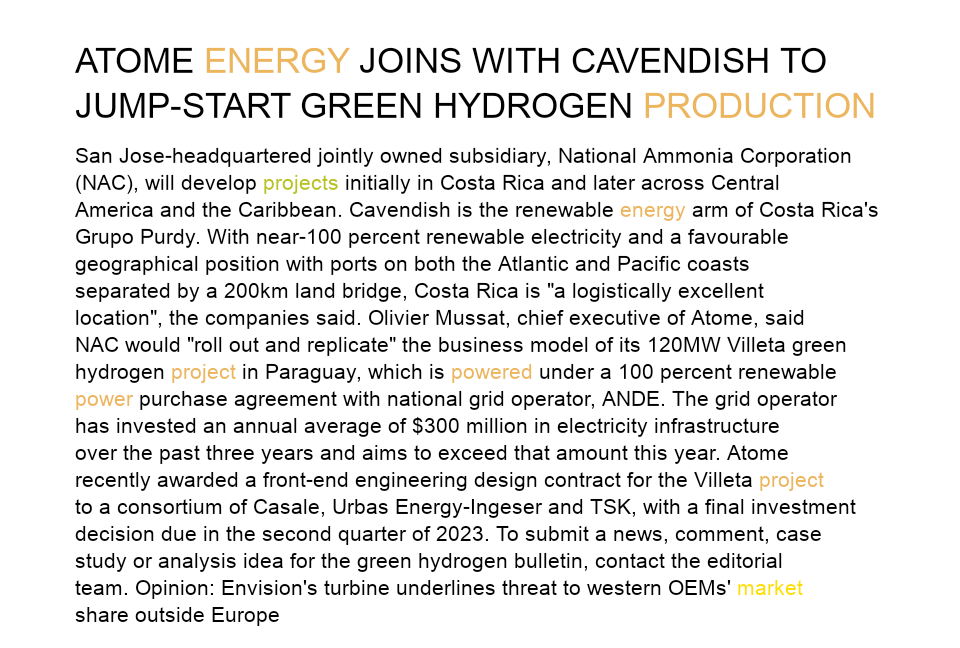 ATOME ENERGY JOINS WITH CAVENDISH TO
JUMP-START GREEN HYDROGEN PRODUCTION
San Jose-headquartered jointly owned subsidiary, National Ammonia Corporation
(NAC), will develop projects initially in Costa Rica and later across Central
America and the Caribbean. Cavendish is the renewable energy arm of Costa Rica's
Grupo Purdy. With near-100 percent renewable electricity and a favourable
geographical position with ports on both the Atlantic and Pacific coasts
separated by a 200km land bridge, Costa Rica is "a logistically excellent
location", the companies said. Olivier Mussat, chief executive of Atome, said
NAC would "roll out and replicate" the business model of its 120MW Villeta green
hydrogen project in Paraguay, which is powered under a 100 percent renewable
power purchase agreement with national grid operator, ANDE. The grid operator
has invested an annual average of $300 million in electricity infrastructure
over the past three years and aims to exceed that amount this year. Atome
recently awarded a front-end engineering design contract for the Villeta project
to a consortium of Casale, Urbas Energy-Ingeser and TSK, with a final investment
decision due in the second quarter of 2023. To submit a news, comment, case
study or analysis idea for the green hydrogen bulletin, contact the editorial
team. Opinion: Envision's turbine underlines threat to western OEMs' market
share outside Europe